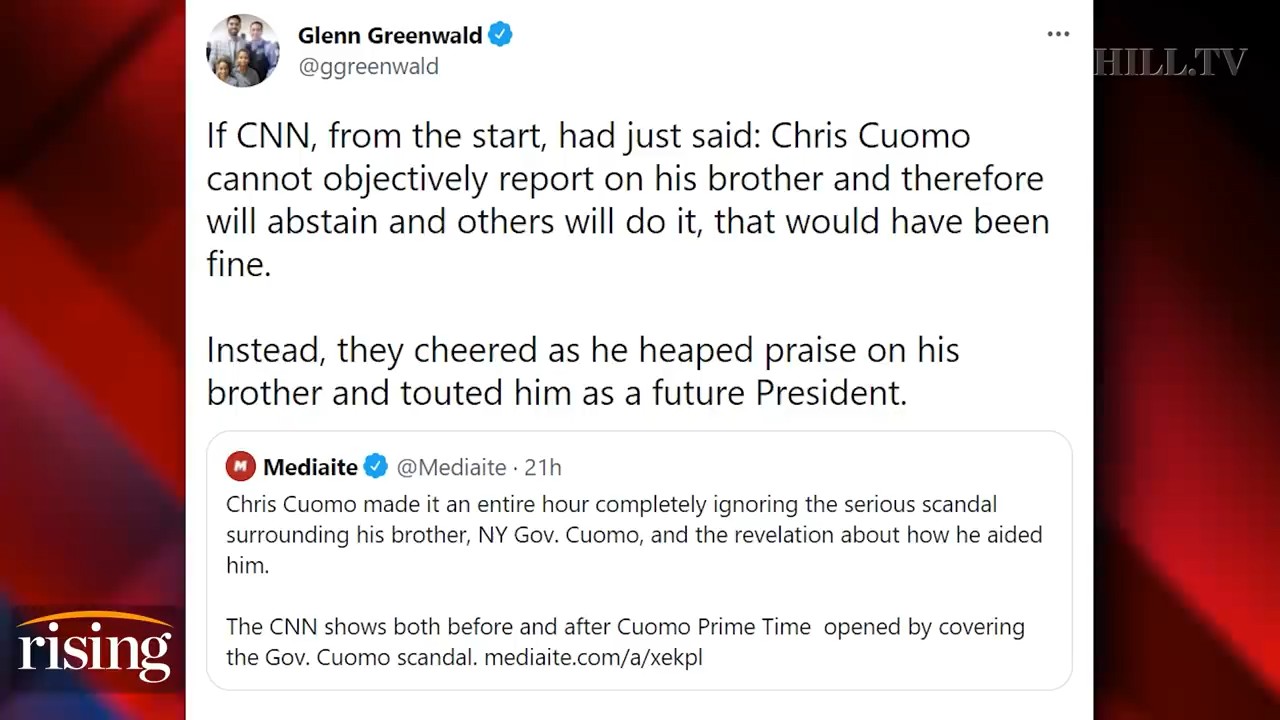 Glenn Greenwald
@ggreenwald
HILL.TV
If CNN, from the start, had just said: Chris Cuomo
cannot objectively report on his brother and therefore
will abstain and others will do it, that would have been
fine.
Instead, they cheered as he heaped praise on his
brother and touted him as a future President.
M Mediaite @Mediaite · 21h
Chris Cuomo made it an entire hour completely ignoring the serious scandal
surrounding his brother, NY Gov. Cuomo, and the revelation about how he aided
him.
The CNN shows both before and after Cuomo Prime Time opened by covering
the Gov. Cuomo scandal. mediaite.com/a/xekpl
rising